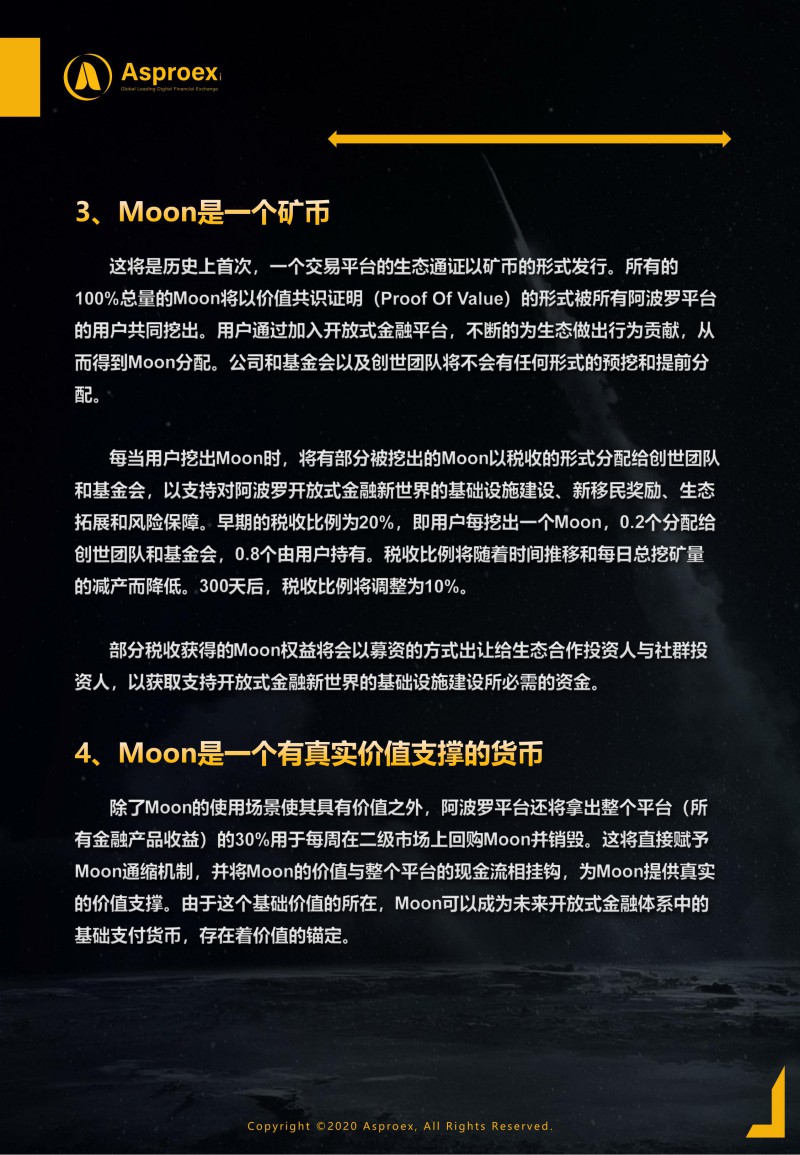 Asproex
Global Leading Digital Financial Exchange
3、Moon是一个矿币
这将是历史上首次，一个交易平台的生态通证以矿币的形式发行。所有的
100%总量的Moon将以价值共识证明（Proof Of Value）的形式被所有阿波罗平台
的用户共同挖出。用户通过加入开放式金融平台，不断的为生态做出行为贡献，从
而得到Moon分配。公司和基金会以及创世团队将不会有任何形式的预挖和提前分
配。
每当用户挖出Moon时，将有部分被挖出的Moon以税收的形式分配给创世团队
和基金会，以支持对阿波罗开放式金融新世界的基础设施建设、新移民奖励、生态
拓展和风险保障。早期的税收比例为20%，即用户每挖出一个Moon，0.2个分配给
创世团队和基金会，0.8个由用户持有。税收比例将随着时间推移和每日总挖矿量
的减产而降低。300天后，税收比例将调整为10%。
部分税收获得的Moon权益将会以募资的方式出让给生态合作投资人与社群投
资人，以获取支持开放式金融新世界的基础设施建设所必需的资金。
4、Moon是一个有真实价值支撑的货币
除了Moon的使用场景使其具有价值之外，阿波罗平台还将拿出整个平台（所
有金融产品收益）的30%用于每周在二级市场上回购Moon并销毁。这将直接赋予
Moon通缩机制，并将Moon的价值与整个平台的现金流相挂钩，为Moon提供真实
的价值支撑。由于这个基础价值的所在，Moon可以成为未来开放式金融体系中的
基础支付货币，存在着价值的锚定。
Copyright ©2020 Asproex, All Rights Reserved.